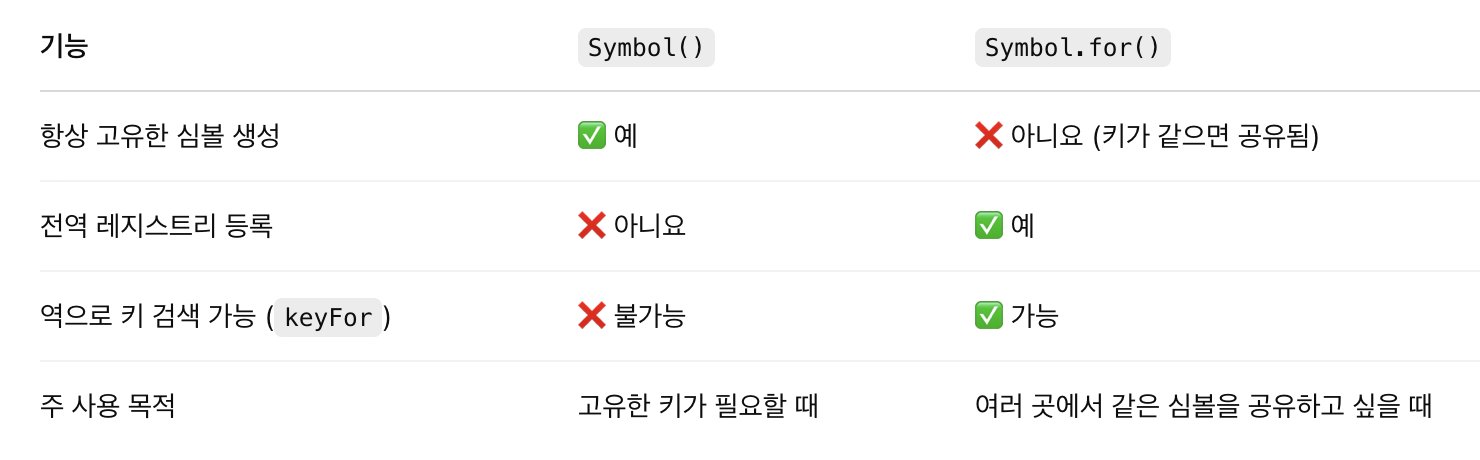 기능 Symbol() Symbol.for()
항상 고유한 심볼 생성 ✅ 예 ❌ 아니요 (키가 같으면 공유됨)
전역 레지스트리 등록 ❌ 아니요 ✅ 예
역으로 키 검색 가능 (keyFor) ❌ 불가능 ✅ 가능
주 사용 목적 고유한 키가 필요할 때 여러 곳에서 같은 심볼을 공유하고 싶을 때